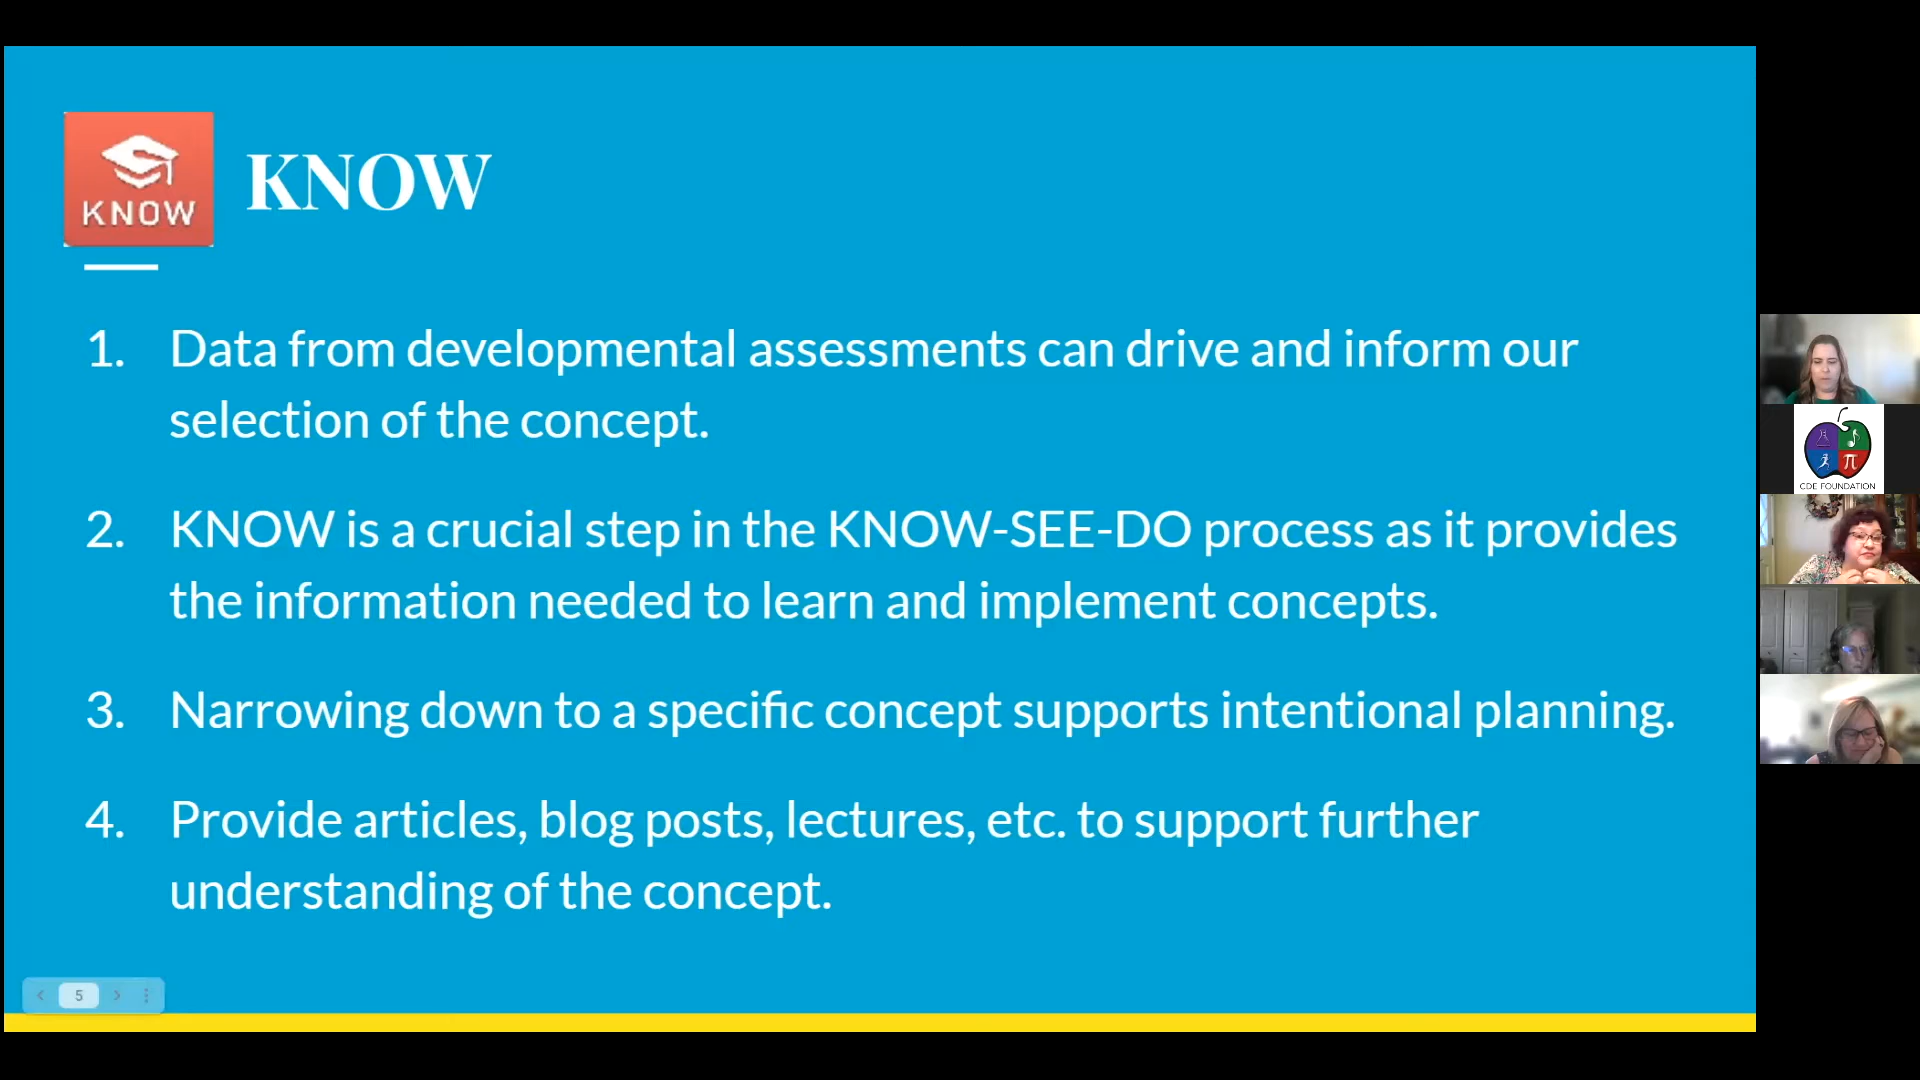 KNOW
KNOW
1. Data from developmental assessments can drive and inform our
selection of the concept.
2. KNOW is a crucial step in the KNOW-SEE-DO process as it provides
the information needed to learn and implement concepts.
3. Narrowing down to a specific concept supports intentional planning.
4. Provide articles, blog posts, lectures, etc. to support further
understanding of the concept.
5
π
CDE FOUNDATION